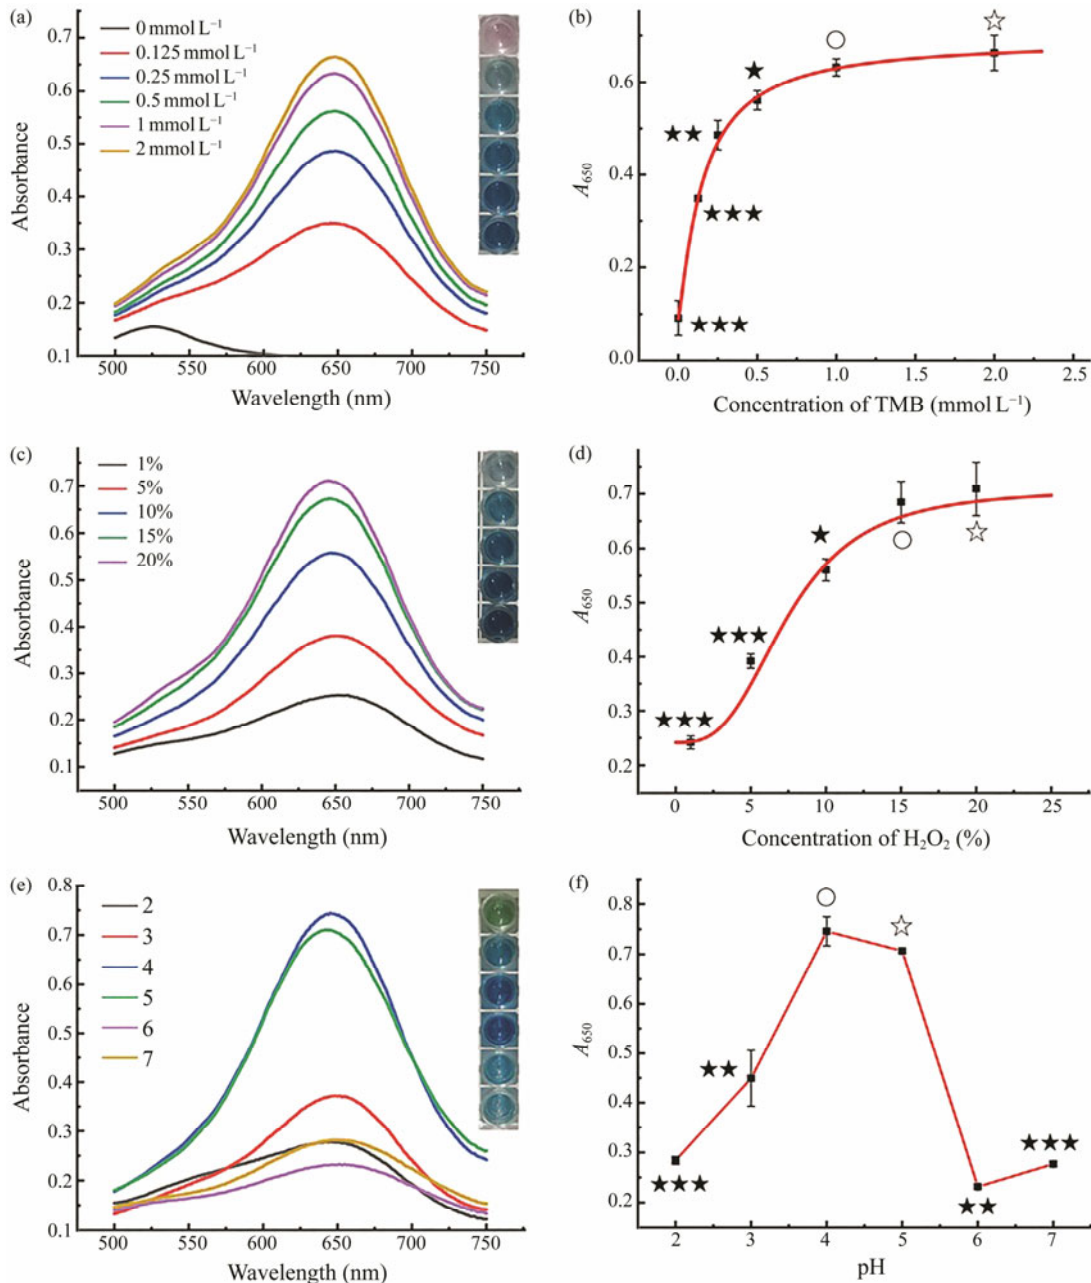 (a)
0 mmol L⁻¹
0.125 mmol L⁻¹
0.25 mmol L⁻¹
0.5 mmol L⁻¹
1 mmol L⁻¹
2 mmol L⁻¹
0.7
0.6
0.5
0.4
0.3
0.2
0.1
Absorbance
500 550 600 650 700 750
Wavelength (nm)
(b)
0.6
0.4
0.2
0.0
A₆₅₀
0.0 0.5 1.0 1.5 2.0 2.5
Concentration of TMB (mmol L⁻¹)
(c)
1%
5%
10%
15%
20%
0.7
0.6
0.5
0.4
0.3
0.2
0.1
Absorbance
500 550 600 650 700 750
Wavelength (nm)
(d)
0.7
0.6
0.5
0.4
0.3
0.2
A₆₅₀
0 5 10 15 20 25
Concentration of H₂O₂ (%)
(e)
2
3
4
5
6
7
0.8
0.7
0.6
0.5
0.4
0.3
0.2
0.1
Absorbance
500 550 600 650 700 750
Wavelength (nm)
(f)
0.8
0.7
0.6
0.5
0.4
0.3
0.2
A₆₅₀
2 3 4 5 6 7
pH